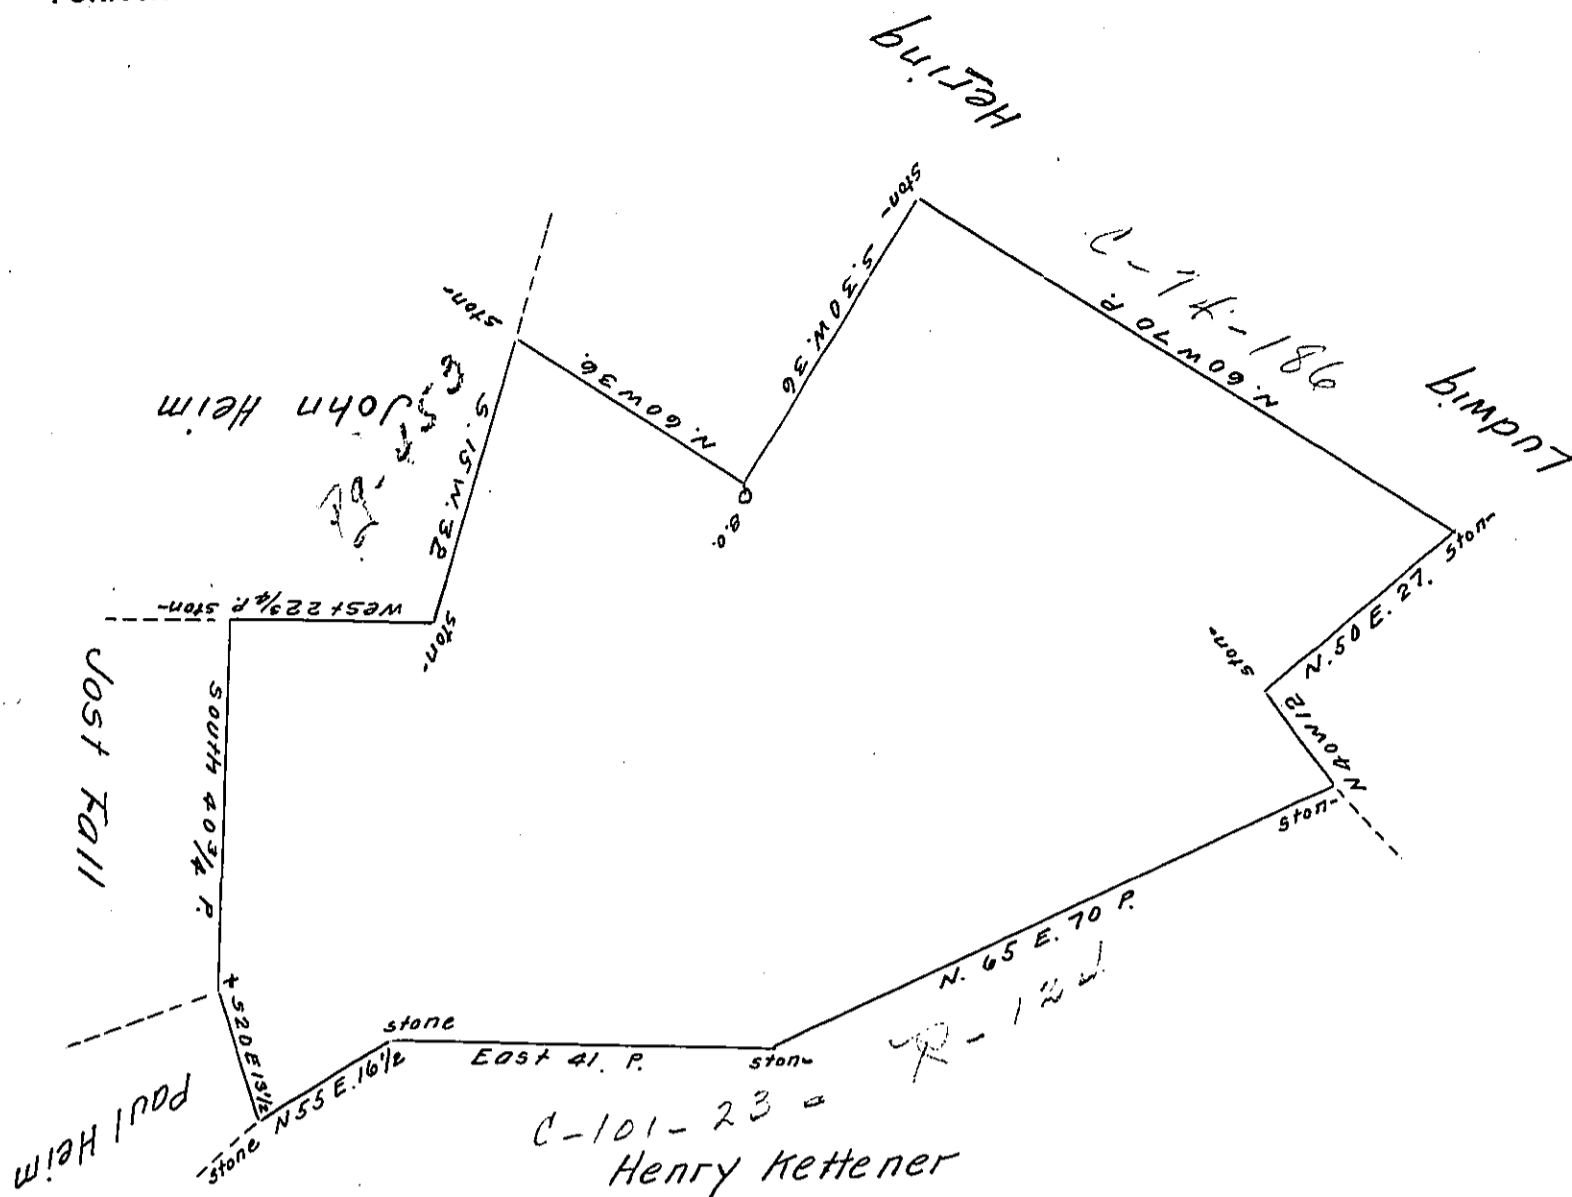 Hering
ston-
C-74-186
N. 60 W 70 P.
S. 30 W. 36
ston-
N. 60 W 36.
Ludwig
John Heim
S. 15 W. 32
B.O.
ston-
N. 50 E. 27.
West 22 3/4 P. ston-
ston-
ston-
N 40 W 12
ston-
Jost Fall
South 40 3/4 P.
N. 65 E. 70 P.
+ S 20 E 13 1/2
stone
East 41. P.
ston-
Paul Heim
N 55 E. 16 1/2
stone
C-101-23 =
Henry Kettener